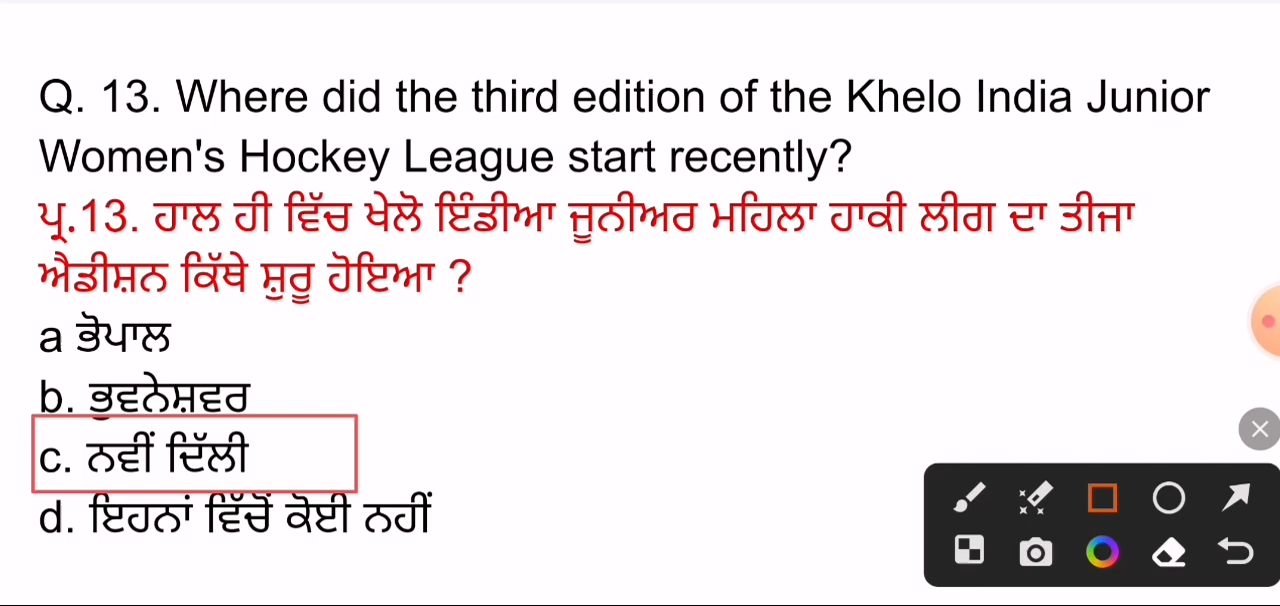 Q. 13. Where did the third edition of the Khelo India Junior
Women's Hockey League start recently?
ਪ੍ਰ.13. ਹਾਲ ਹੀ ਵਿੱਚ ਖੇਲੋ ਇੰਡੀਆ ਜੂਨੀਅਰ ਮਹਿਲਾ ਹਾਕੀ ਲੀਗ ਦਾ ਤੀਜਾ
ਐਡੀਸ਼ਨ ਕਿੱਥੇ ਸ਼ੁਰੂ ਹੋਇਆ ?
a ਭੋਪਾਲ
b. ਭੁਵਨੇਸ਼ਵਰ
c. ਨਵੀਂ ਦਿੱਲੀ
d. ਇਹਨਾਂ ਵਿੱਚੋਂ ਕੋਈ ਨਹੀਂ